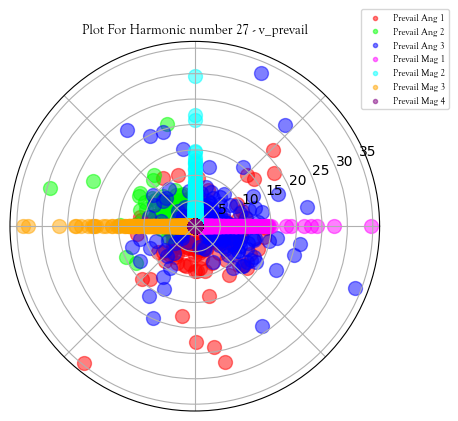 Plot For Harmonic number 27 - v_prevail
Prevail Ang 1
Prevail Ang 2
Prevail Ang 3
Prevail Mag 1
Prevail Mag 2
Prevail Mag 3
Prevail Mag 4
35
30
25
20
15
10
5